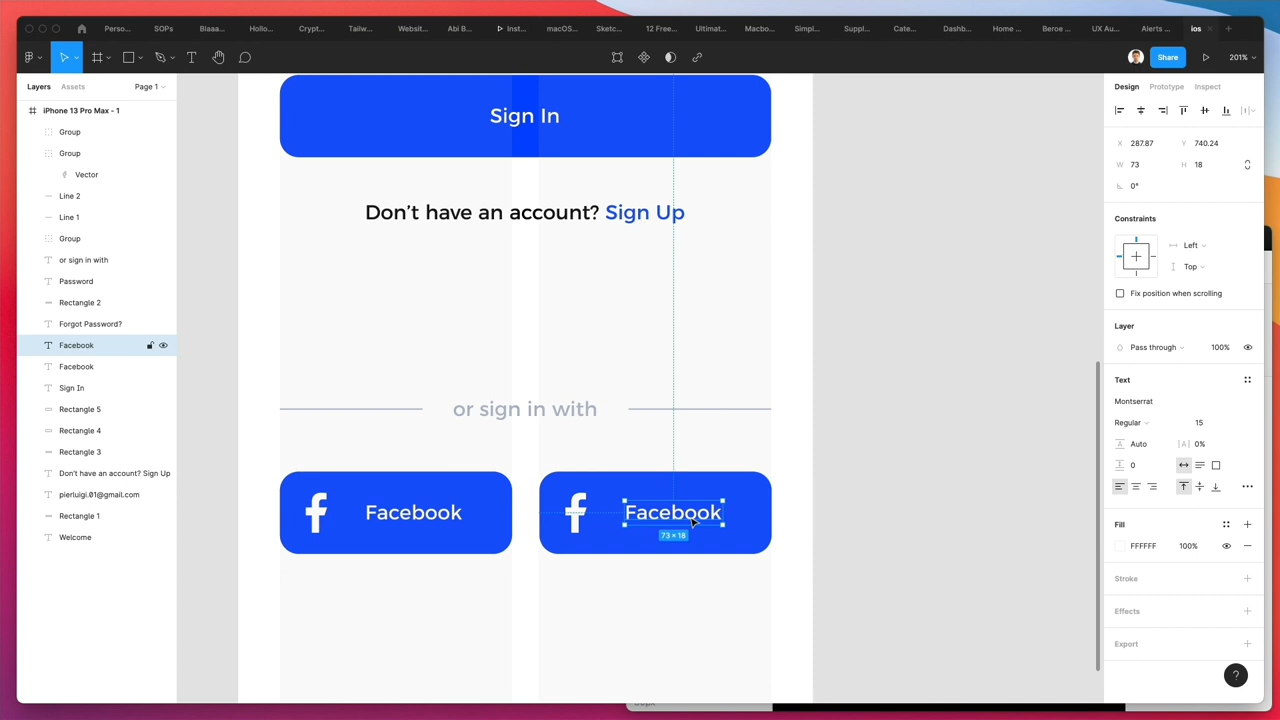 Perso... SOPs Blaaa... Hollo... Crypt... Tailw... Websit... Abi B... Inst... macOS... Sketc... 12 Free... Ultimat... Macbo... Simul... Suppl... Cate... Dashb... Home ... Beroe ... UX Au... Alerts ... ios
Share 201%
Layers Assets Page 1
Design Prototype Inspect
iPhone 13 Pro Max - 1
Group
Group
Vector
Line 2
Line 1
Group
or sign in with
Password
Rectangle 2
Forgot Password?
Facebook
Facebook
Sign In
Rectangle 5
Rectangle 4
Rectangle 3
Don't have an account? Sign Up
pierluigi.01@gmail.com
Rectangle 1
Welcome
Sign In
Don't have an account? Sign Up
or sign in with
Facebook
Facebook
73 × 18
X 287.87 Y 740.24
W 73 H 18
0°
Constraints
Left
Top
Fix position when scrolling
Layer
Pass through 100%
Text
Montserrat
Regular 15
Auto 0%
0
Fill
FFFFFF 100%
Stroke
Effects
Export
?